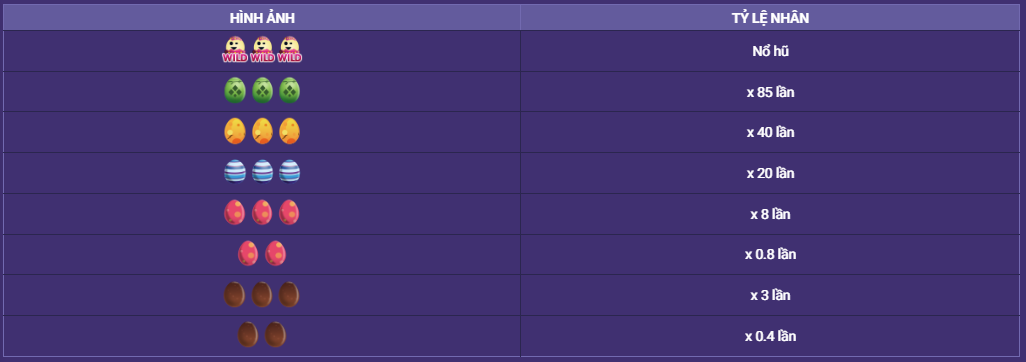 HÌNH ẢNH TỶ LỆ NHÂN
WILD WILD WILD Nổ hũ
x 85 lần
x 40 lần
x 20 lần
x 8 lần
x 0.8 lần
x 3 lần
x 0.4 lần